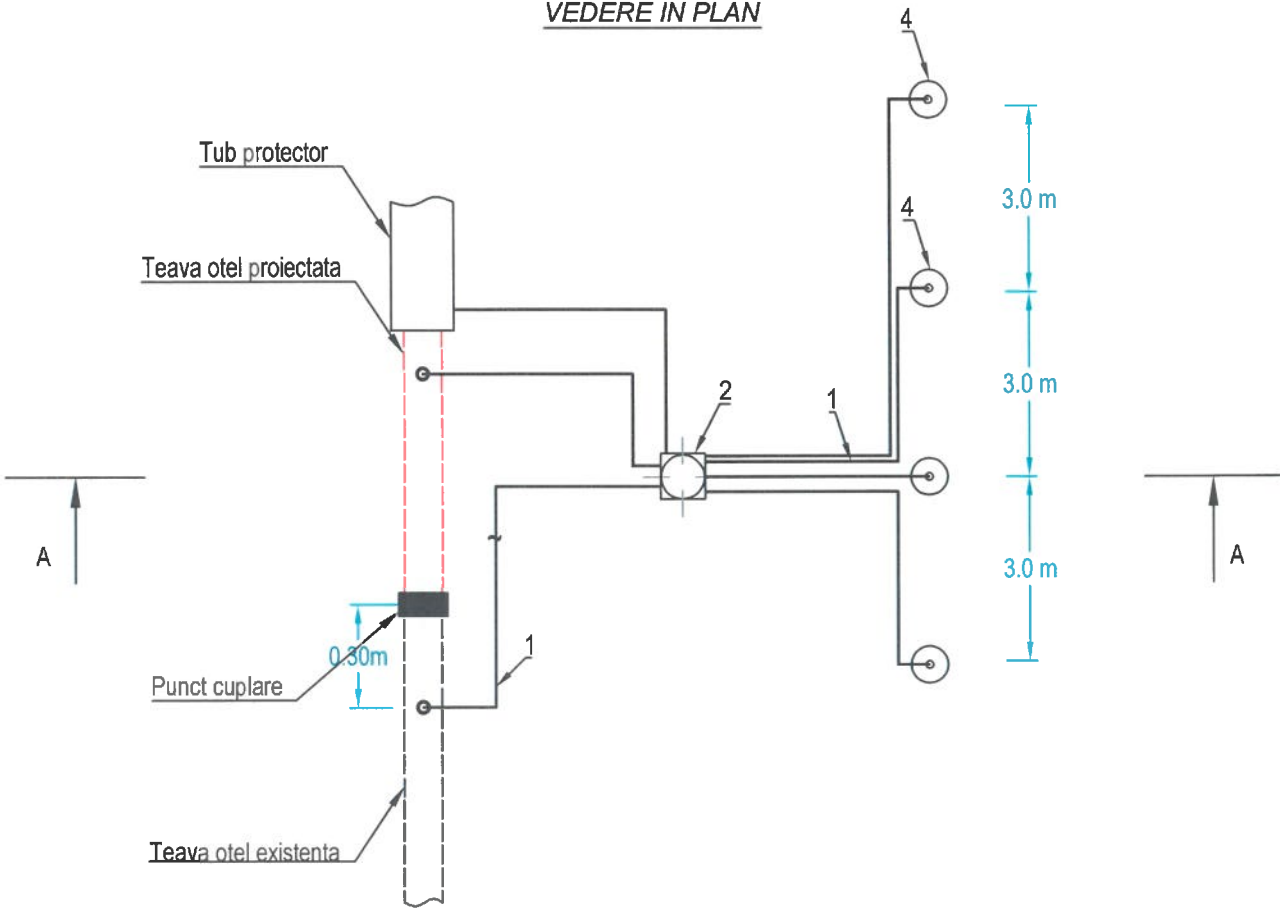 VEDERE IN PLAN
4
Tub protector
3.0 m
4
Teava otel proiectata
3.0 m
2
1
A
A
3.0 m
0.30m
1
Punct cuplare
Teava otel existenta